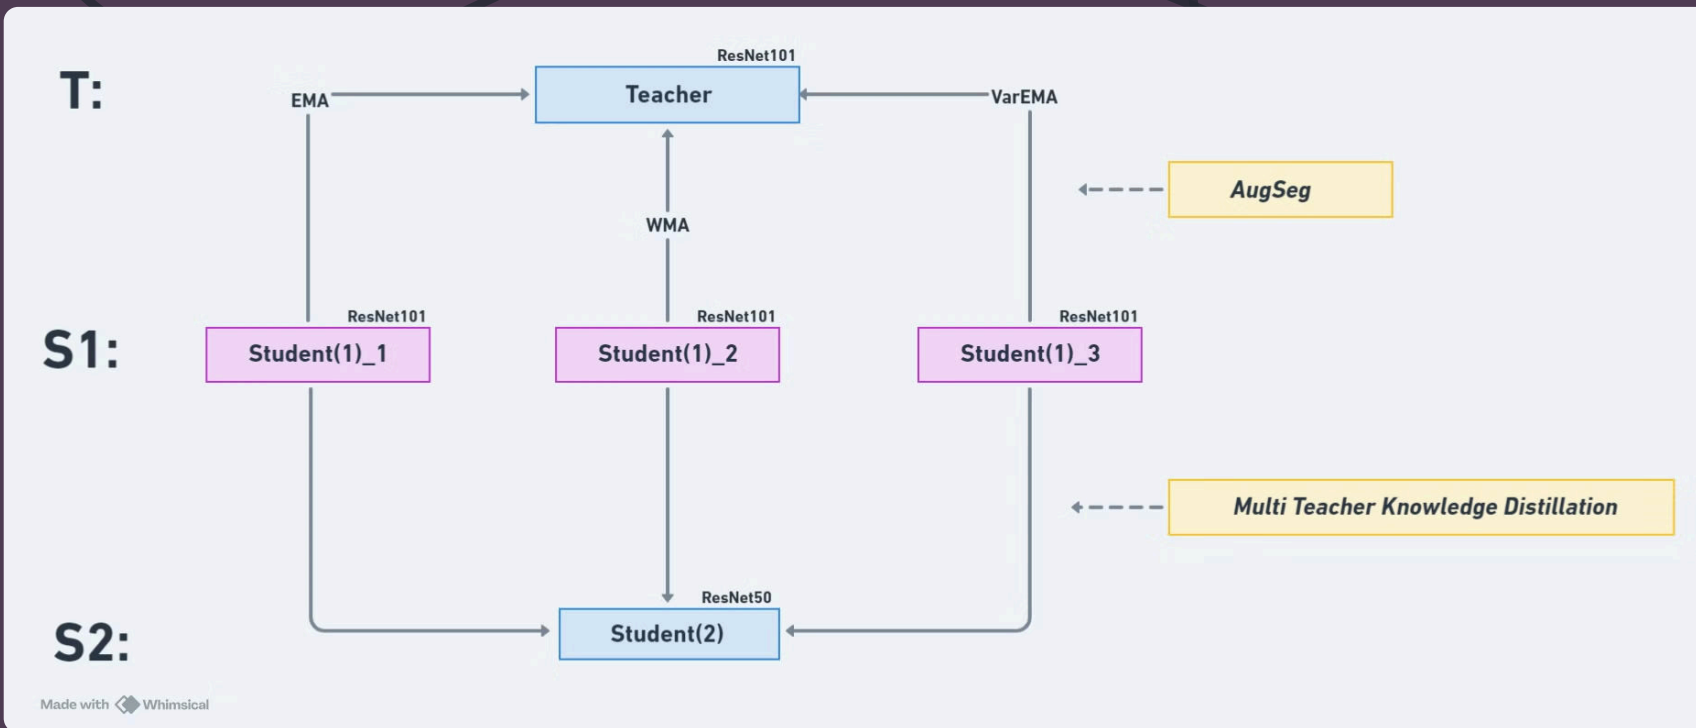 ResNet101
T:
Teacher
EMA
VarEMA
AugSeg
WMA
ResNet101
ResNet101
ResNet101
S1:
Student(1)_1
Student(1)_2
Student(1)_3
Multi Teacher Knowledge Distillation
ResNet50
S2:
Student(2)
Made with Whimsical